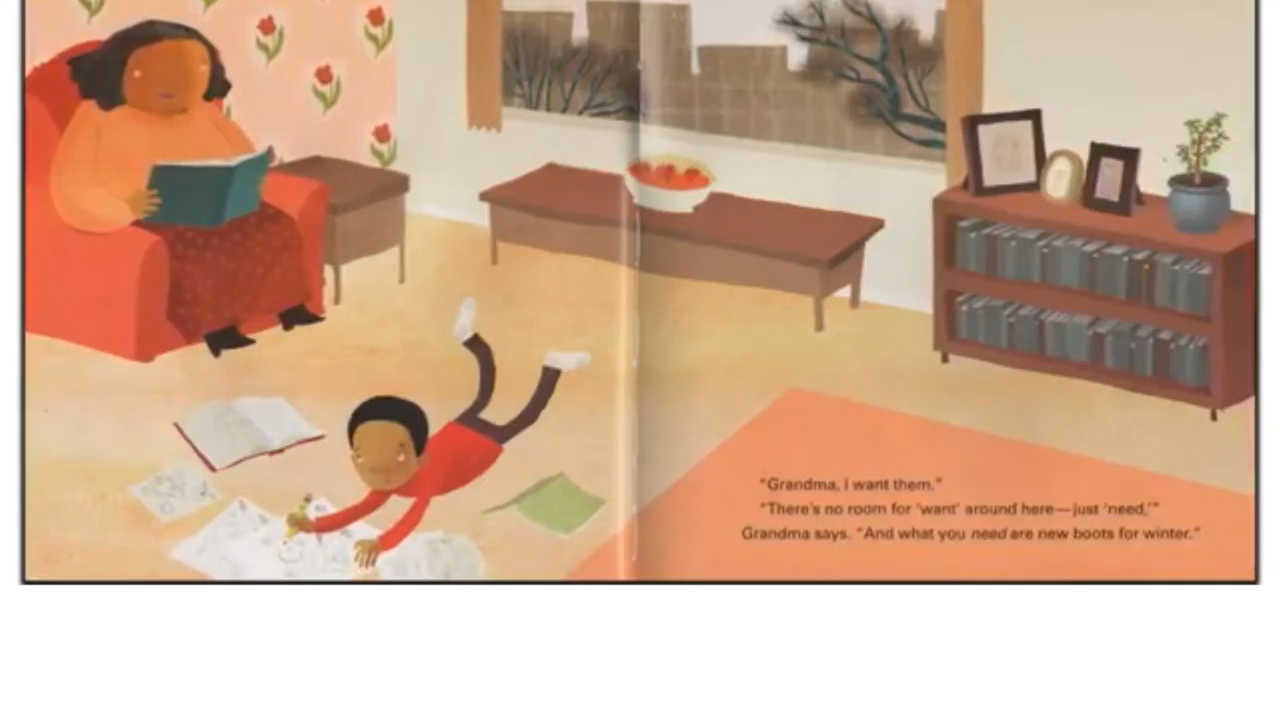 "Grandma, I want them."
"There's no room for 'want' around here—just 'need,'"
Grandma says. "And what you need are new boots for winter."